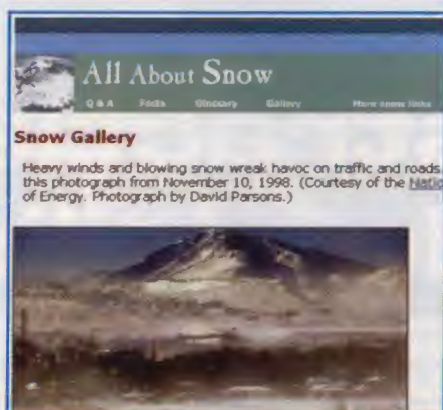 All About Snow
Q & A Facts Glossary Gallery More snow links
Snow Gallery
Heavy winds and blowing snow wreak havoc on traffic and roads
this photograph from November 10, 1998. (Courtesy of the Natio
of Energy. Photograph by David Parsons.)